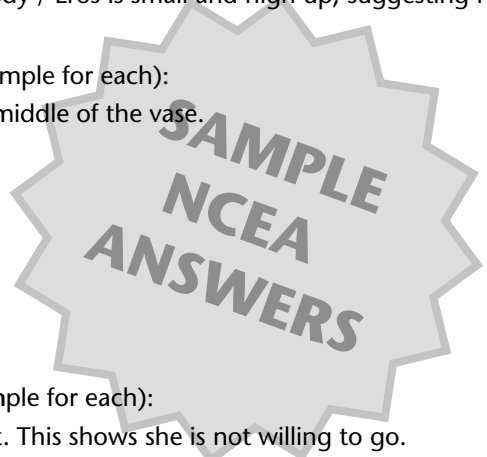 Eros is small and high up, suggesting
mple for each):
middle of the vase.
SAMPLE
NCEA
ANSWERS
mple for each):
. This shows she is not willing to go.